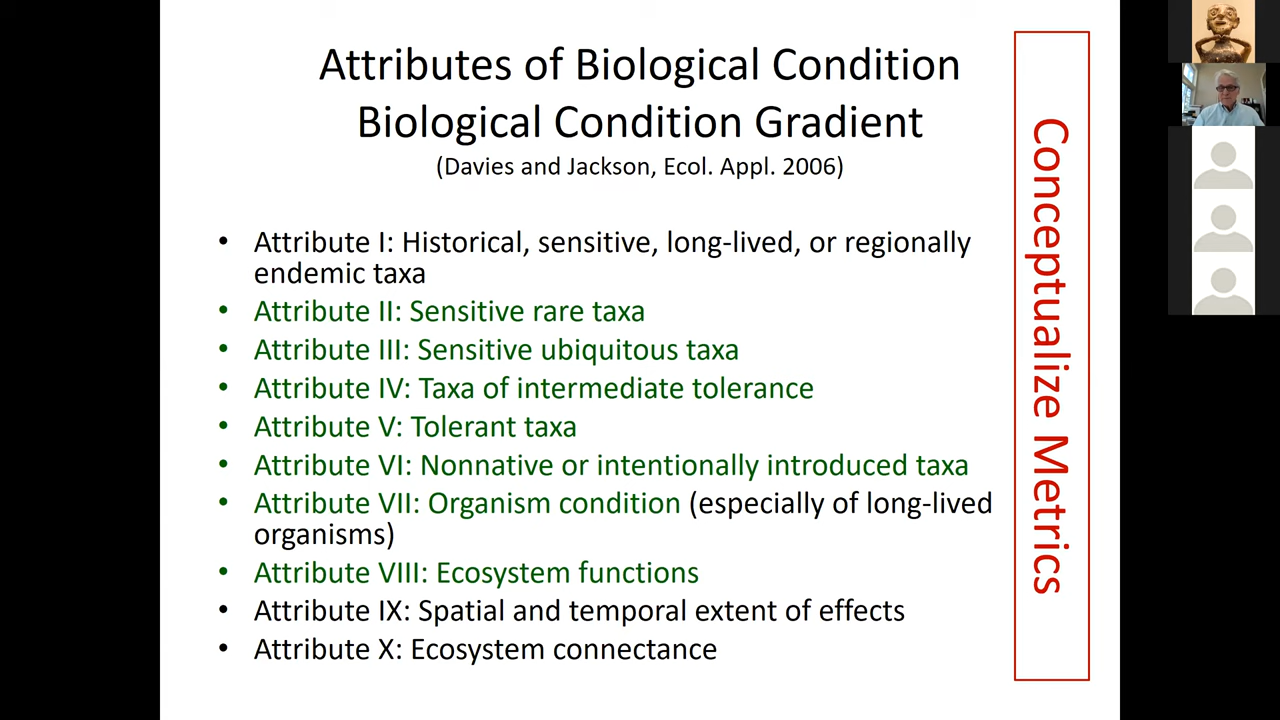 Attributes of Biological Condition
Biological Condition Gradient
(Davies and Jackson, Ecol. Appl. 2006)
• Attribute I: Historical, sensitive, long-lived, or regionally
endemic taxa
• Attribute II: Sensitive rare taxa
• Attribute III: Sensitive ubiquitous taxa
• Attribute IV: Taxa of intermediate tolerance
• Attribute V: Tolerant taxa
• Attribute VI: Nonnative or intentionally introduced taxa
• Attribute VII: Organism condition (especially of long-lived
organisms)
• Attribute VIII: Ecosystem functions
• Attribute IX: Spatial and temporal extent of effects
• Attribute X: Ecosystem connectance
Conceptualize Metrics